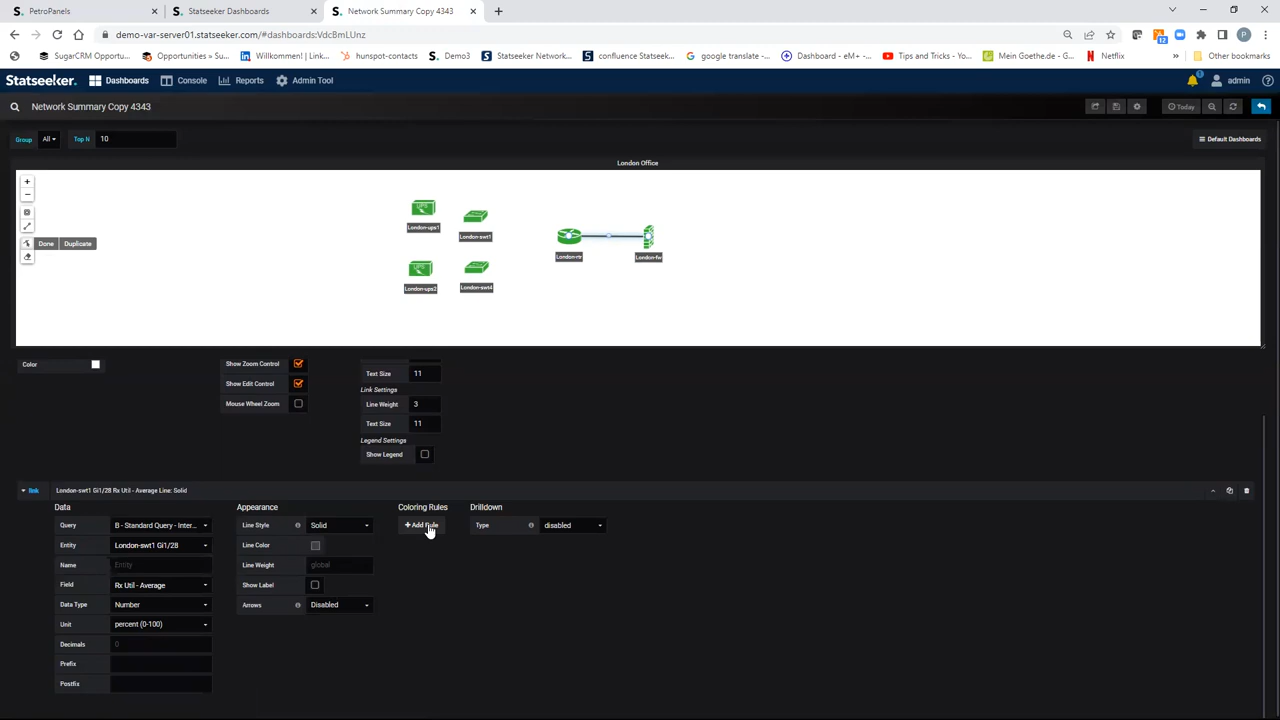 PetroPanels
Statseeker Dashboards
Network Summary Copy 4343
demo-var-server01.statseeker.com/#dashboards:VdcBmLUnz
SugarCRM Opportu...
Opportunities » Su...
Willkommen! | Link...
hunspot-contacts
Demo3
Statseeker Network...
confluence Statseek...
google translate -...
Dashboard - eM+ -...
Tips and Tricks - You...
Mein Goethe.de - G...
Netflix
Other bookmarks
Statseeker
Dashboards
Console
Reports
Admin Tool
admin
Network Summary Copy 4343
Today
Group
All
Top N
10
Default Dashboards
London Office
London-ups1
London-swt1
London-rtr
London-fw
London-ups2
London-swt4
Done
Duplicate
Color
Show Zoom Control
Show Edit Control
Mouse Wheel Zoom
Text Size
11
Link Settings
Line Weight
3
Text Size
11
Legend Settings
Show Legend
link
London-swt1 Gi1/28 Rx Util - Average Line: Solid
Data
Query
B - Standard Query - Inter...
Entity
London-swt1 Gi1/28
Name
Entity
Field
Rx Util - Average
Data Type
Number
Unit
percent (0-100)
Decimals
0
Prefix
Postfix
Appearance
Line Style
Solid
Line Color
Line Weight
global
Show Label
Arrows
Disabled
Coloring Rules
+ Add Rule
Drilldown
Type
disabled